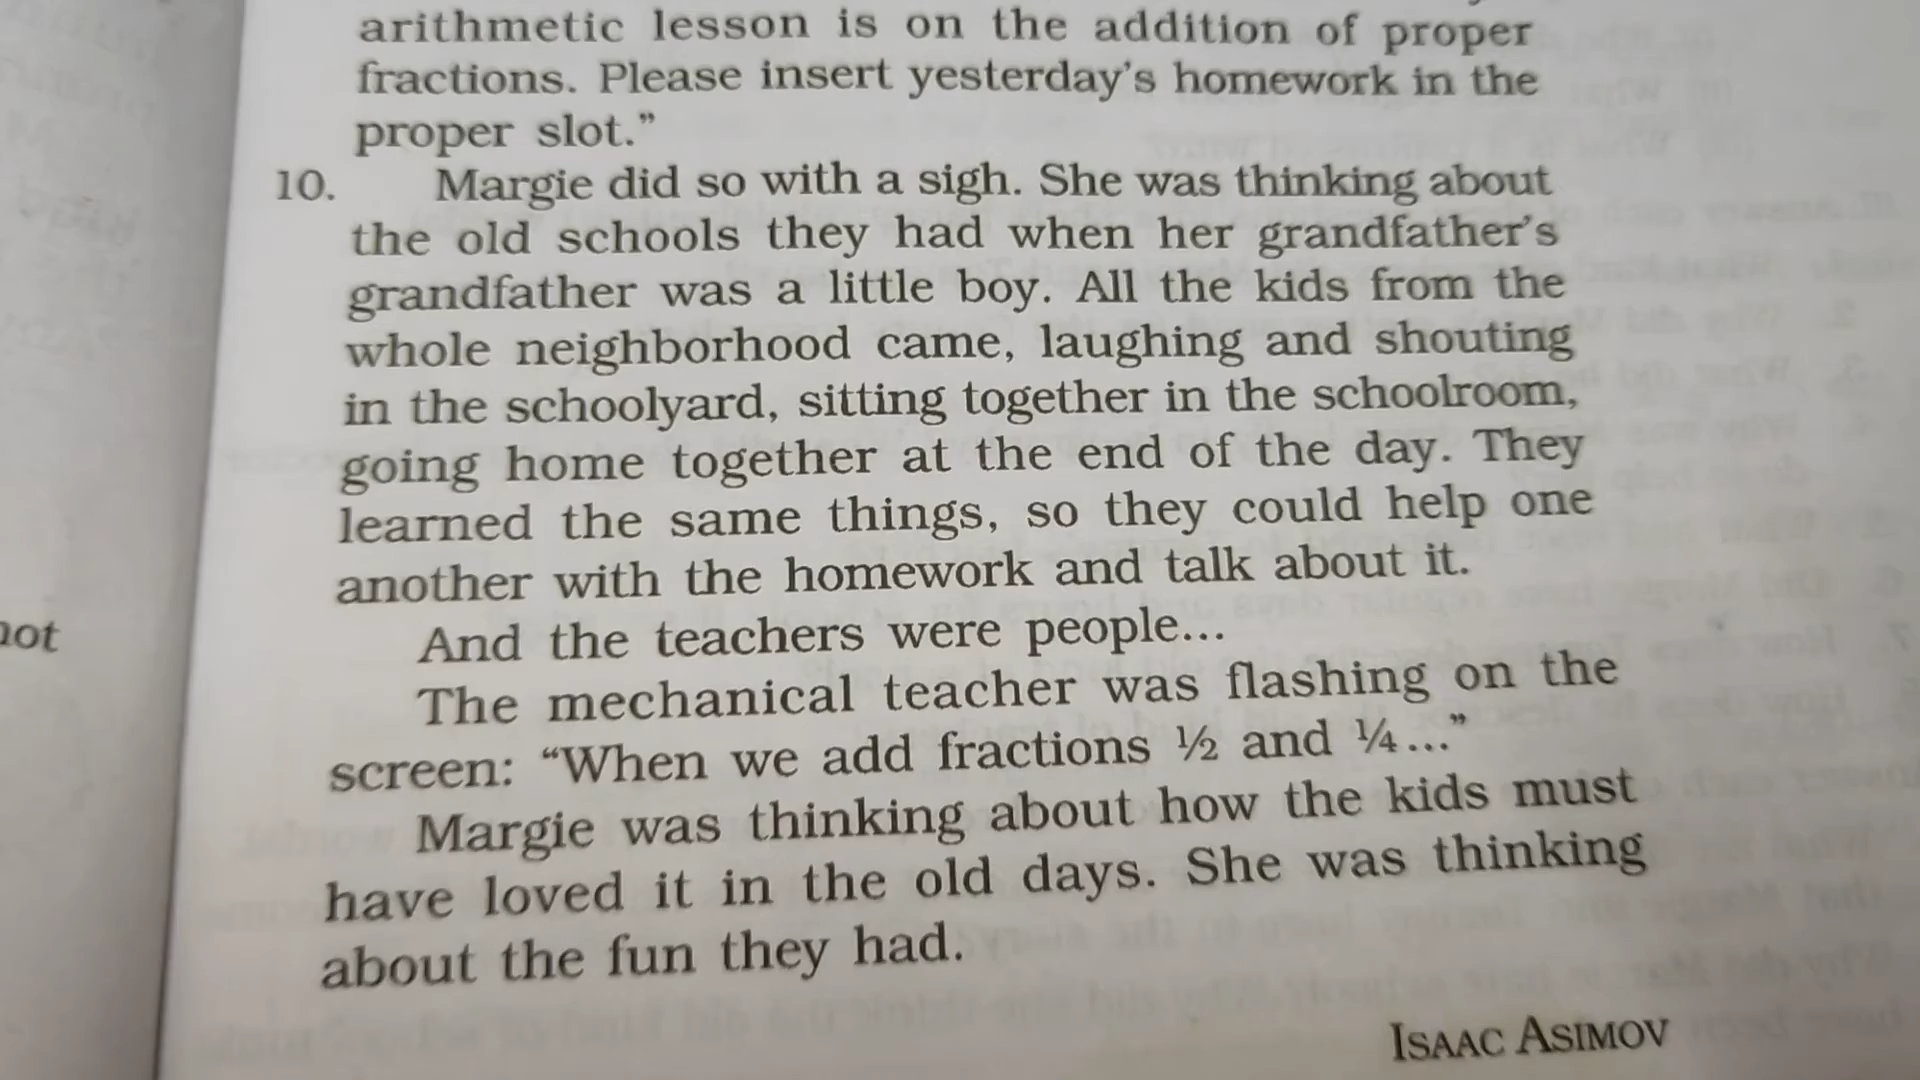 arithmetic lesson is on the addition of proper
fractions. Please insert yesterday's homework in the
proper slot.”
10. Margie did so with a sigh. She was thinking about
the old schools they had when her grandfather's
grandfather was a little boy. All the kids from the
whole neighborhood came, laughing and shouting
in the schoolyard, sitting together in the schoolroom,
going home together at the end of the day. They
learned the same things, so they could help one
another with the homework and talk about it.
And the teachers were people...
The mechanical teacher was flashing on the
screen: “When we add fractions ½ and ¼...”
Margie was thinking about how the kids must
have loved it in the old days. She was thinking
about the fun they had.
ISAAC ASIMOV